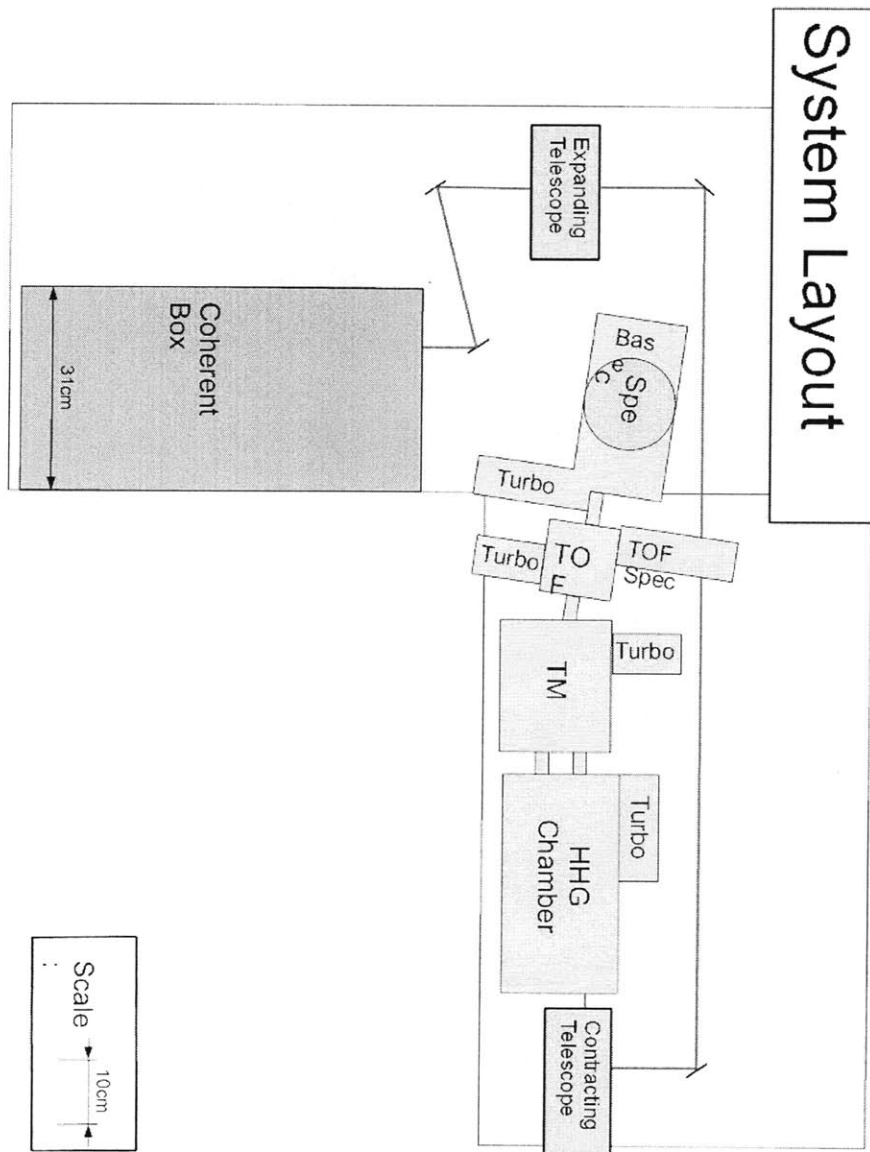 System Layout
Expanding
Telescope
Coherent
Box
31cm
Bas
e
Spe
c
Turbo
TOF
Spec
TO
F
Turbo
Turbo
TM
Turbo
HHG
Chamber
Contracting
Telescope
Scale
:
10cm